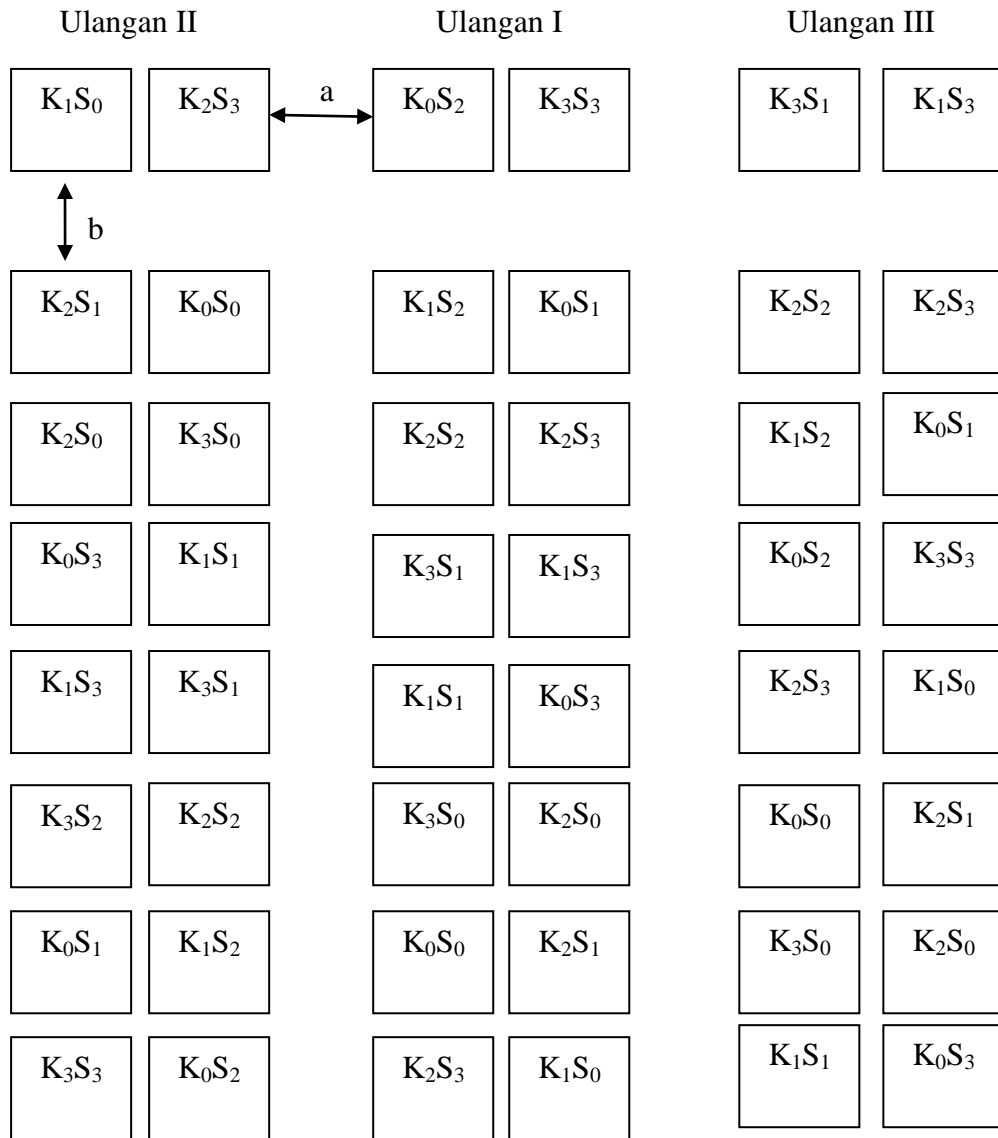 Ulangan II Ulangan I Ulangan III
K₁S₀ K₂S₃ a K₀S₂ K₃S₃ K₃S₁ K₁S₃
b
K₂S₁ K₀S₀ K₁S₂ K₀S₁ K₂S₂ K₂S₃
K₂S₀ K₃S₀ K₂S₂ K₂S₃ K₁S₂ K₀S₁
K₀S₃ K₁S₁ K₃S₁ K₁S₃ K₀S₂ K₃S₃
K₁S₃ K₃S₁ K₁S₁ K₀S₃ K₂S₃ K₁S₀
K₃S₂ K₂S₂ K₃S₀ K₂S₀ K₀S₀ K₂S₁
K₀S₁ K₁S₂ K₀S₀ K₂S₁ K₃S₀ K₂S₀
K₃S₃ K₀S₂ K₂S₃ K₁S₀ K₁S₁ K₀S₃